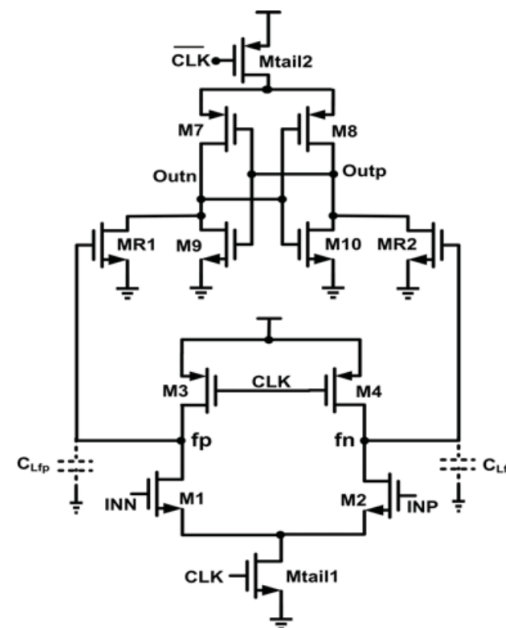 CLK
Mtail2
M7
M8
Outn
Outp
MR1
M9
M10
MR2
M3
CLK
M4
fp
fn
CLfp
CLf
INN
M1
M2
INP
CLK
Mtail1